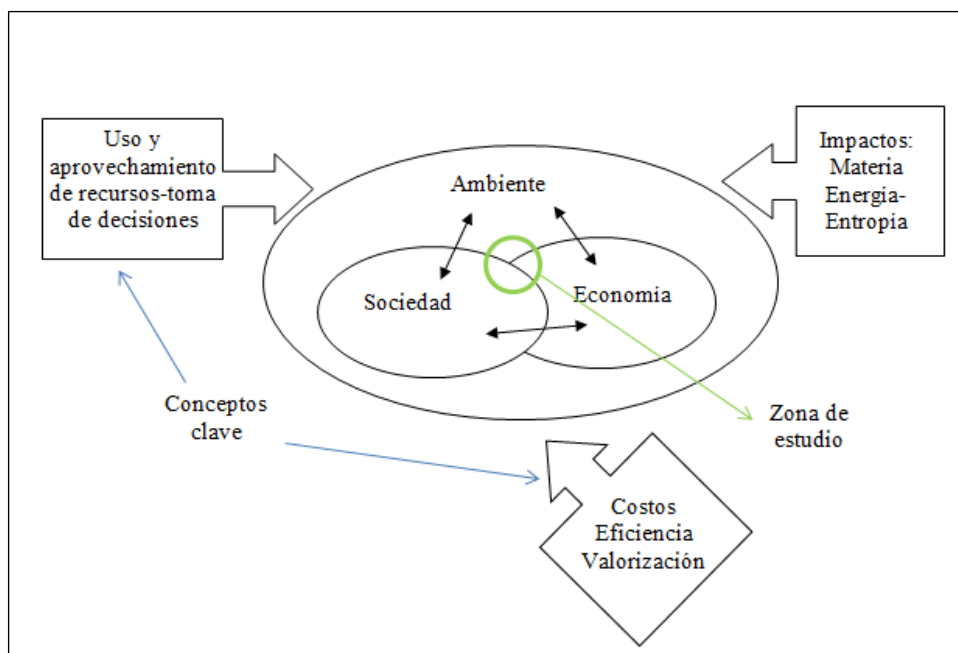 Uso y
aprovechamiento
de recursos-toma
de decisiones
Impactos:
Materia
Energía-
Entropía
Ambiente
Sociedad
Economía
Conceptos
clave
Zona de
estudio
Costos
Eficiencia
Valorización